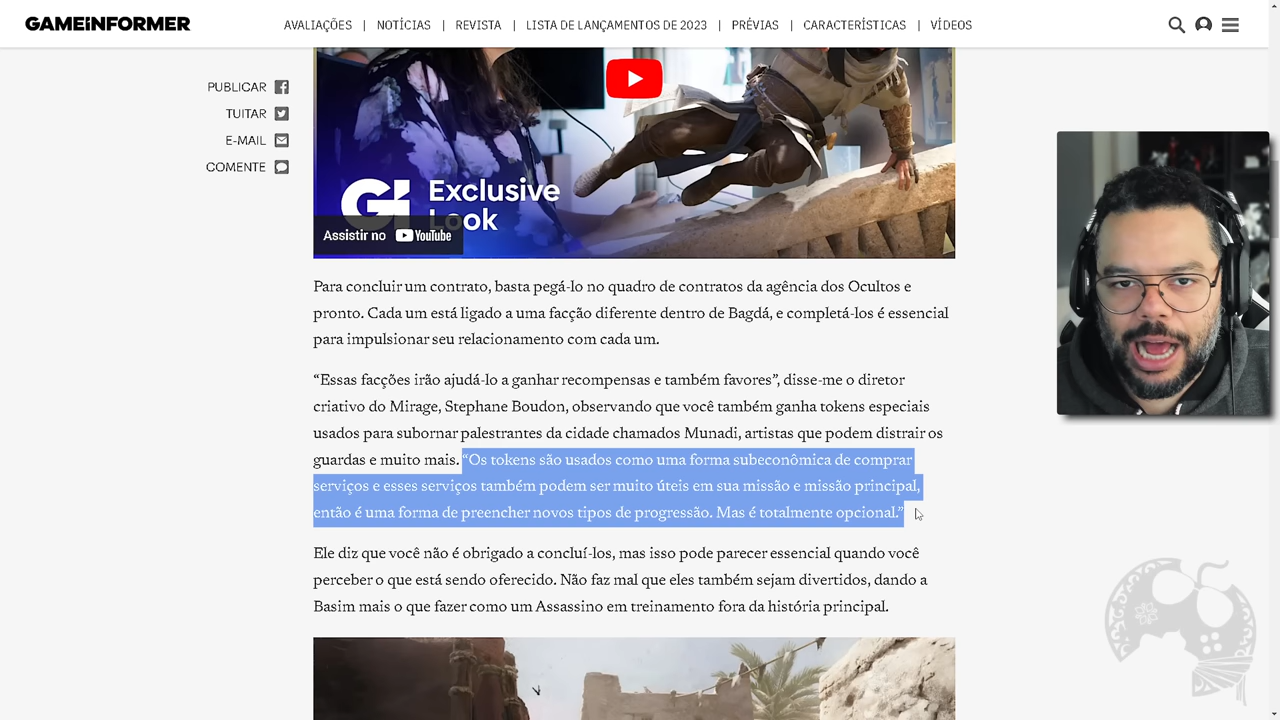 GAMEiNFORMER
AVALIAÇÕES | NOTÍCIAS | REVISTA | LISTA DE LANÇAMENTOS DE 2023 | PRÉVIAS | CARACTERÍSTICAS | VÍDEOS
PUBLICAR
TUITAR
E-MAIL
COMENTE
GI Exclusive
Look
Assistir no YouTube
Para concluir um contrato, basta pegá-lo no quadro de contratos da agência dos Ocultos e
pronto. Cada um está ligado a uma facção diferente dentro de Bagdá, e completá-los é essencial
para impulsionar seu relacionamento com cada um.
“Essas facções irão ajudá-lo a ganhar recompensas e também favores”, disse-me o diretor
criativo do Mirage, Stephane Boudon, observando que você também ganha tokens especiais
usados para subornar palestrantes da cidade chamados Munadi, artistas que podem distrair os
guardas e muito mais. “Os tokens são usados como uma forma subeconômica de comprar
serviços e esses serviços também podem ser muito úteis em sua missão e missão principal,
então é uma forma de preencher novos tipos de progressão. Mas é totalmente opcional.”
Ele diz que você não é obrigado a concluí-los, mas isso pode parecer essencial quando você
perceber o que está sendo oferecido. Não faz mal que eles também sejam divertidos, dando a
Basim mais o que fazer como um Assassino em treinamento fora da história principal.